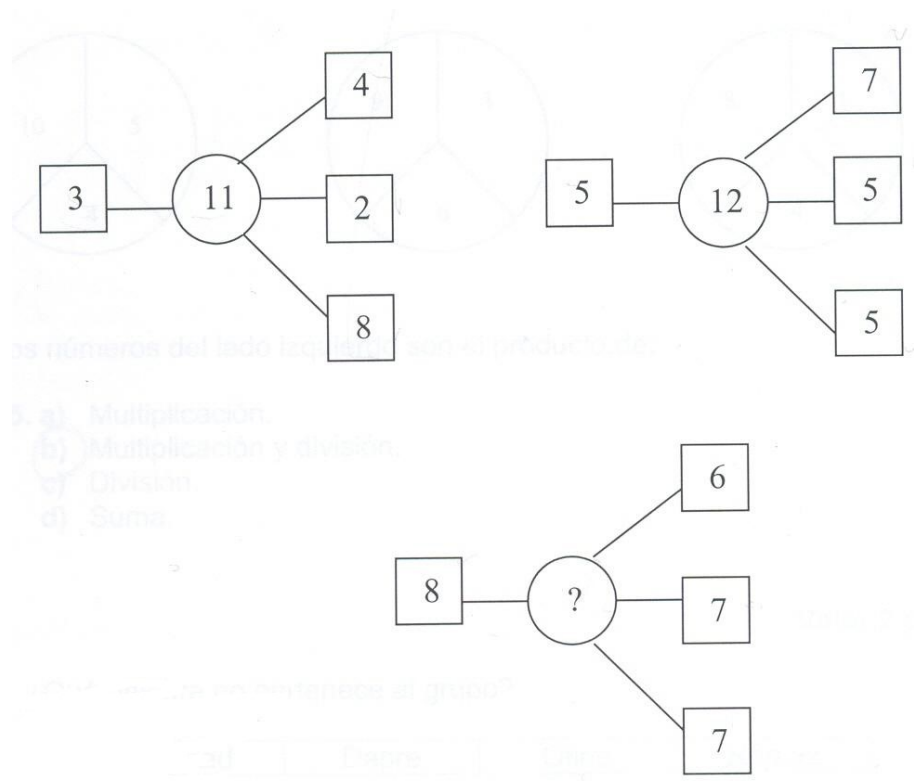 4
7
3
11
2
5
12
5
8
5
os números del lado izquierdo son el producto de:
5. a) Multiplicación.
b) Multiplicación y división.
c) División.
d) Suma.
6
8
?
7
no pertenece al grupo?
7